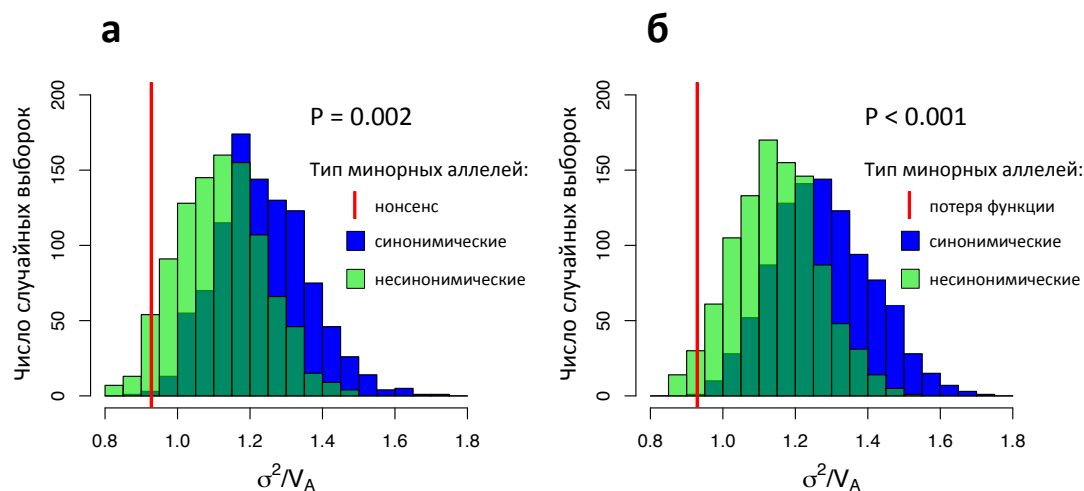 а
Число случайных выборок
200
150
100
50
0
P = 0.002
Тип минорных аллелей:
нонсенс
синонимические
несинонимические
0.8 1.0 1.2 1.4 1.6 1.8
σ²/V_A
б
Число случайных выборок
200
150
100
50
0
P < 0.001
Тип минорных аллелей:
потеря функции
синонимические
несинонимические
0.8 1.0 1.2 1.4 1.6 1.8
σ²/V_A